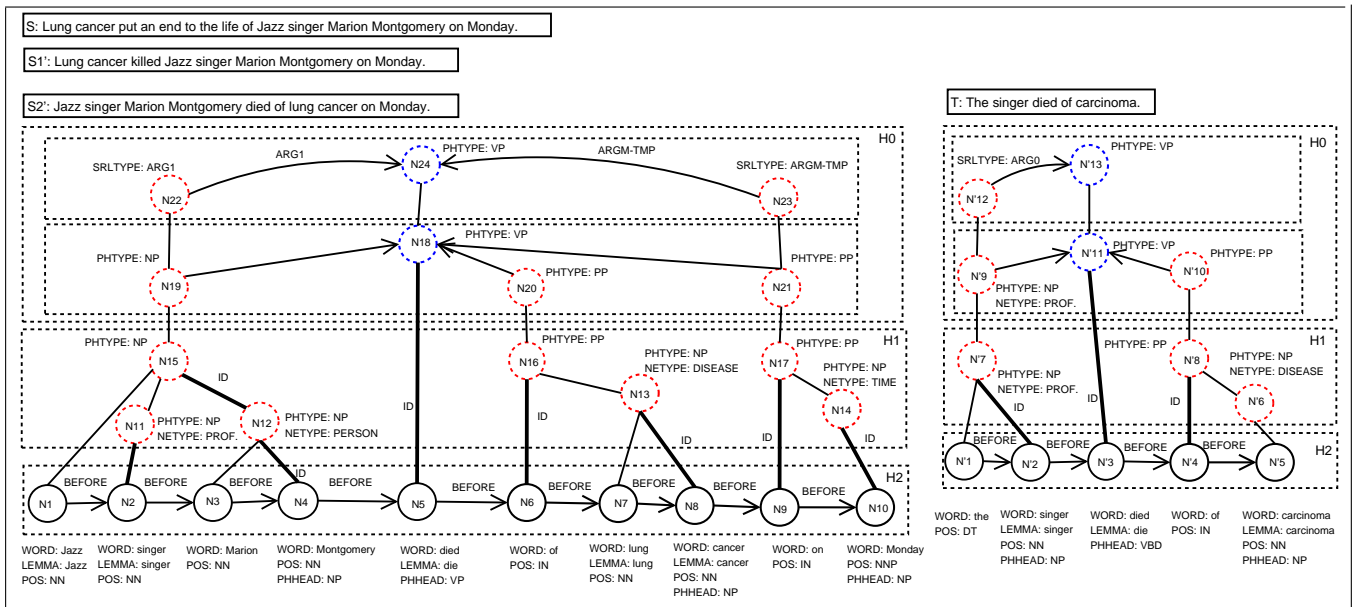 S: Lung cancer put an end to the life of Jazz singer Marion Montgomery on Monday.
S1': Lung cancer killed Jazz singer Marion Montgomery on Monday.
S2': Jazz singer Marion Montgomery died of lung cancer on Monday.
T: The singer died of carcinoma.
H0
ARG1
N24
PHTYPE: VP
ARGM-TMP
SRLTYPE: ARG1
SRLTYPE: ARGM-TMP
N22
N23
N18
PHTYPE: VP
PHTYPE: NP
PHTYPE: PP
PHTYPE: PP
N19
N20
N21
H1
PHTYPE: NP
PHTYPE: PP
PHTYPE: PP
N15
N16
N17
PHTYPE: NP
NETYPE: DISEASE
PHTYPE: NP
NETYPE: TIME
ID
N13
N14
ID
N11
PHTYPE: NP
NETYPE: PROF.
N12
PHTYPE: NP
NETYPE: PERSON
ID
ID
ID
ID
ID
H2
BEFORE BEFORE BEFORE BEFORE BEFORE BEFORE BEFORE BEFORE BEFORE
N1 N2 N3 N4 N5 N6 N7 N8 N9 N10
WORD: Jazz
LEMMA: Jazz
POS: NN
WORD: singer
LEMMA: singer
POS: NN
WORD: Marion
POS: NN
WORD: Montgomery
POS: NN
PHHEAD: NP
WORD: died
LEMMA: die
PHHEAD: VP
WORD: of
POS: IN
WORD: lung
LEMMA: lung
POS: NN
WORD: cancer
LEMMA: cancer
POS: NN
PHHEAD: NP
WORD: on
POS: IN
WORD: Monday
POS: NNP
PHHEAD: NP
H0
SRLTYPE: ARG0
N'13
PHTYPE: VP
N'12
N'11
PHTYPE: VP
PHTYPE: PP
N'9
N'10
PHTYPE: NP
NETYPE: PROF.
H1
N'7
PHTYPE: NP
NETYPE: PROF.
PHTYPE: PP
N'8
PHTYPE: NP
NETYPE: DISEASE
N'6
ID
ID
ID
H2
BEFORE BEFORE BEFORE BEFORE
N'1 N'2 N'3 N'4 N'5
WORD: the
POS: DT
WORD: singer
LEMMA: singer
POS: NN
PHHEAD: NP
WORD: died
LEMMA: die
PHHEAD: VBD
WORD: of
POS: IN
WORD: carcinoma
LEMMA: carcinoma
POS: NN
PHHEAD: NP